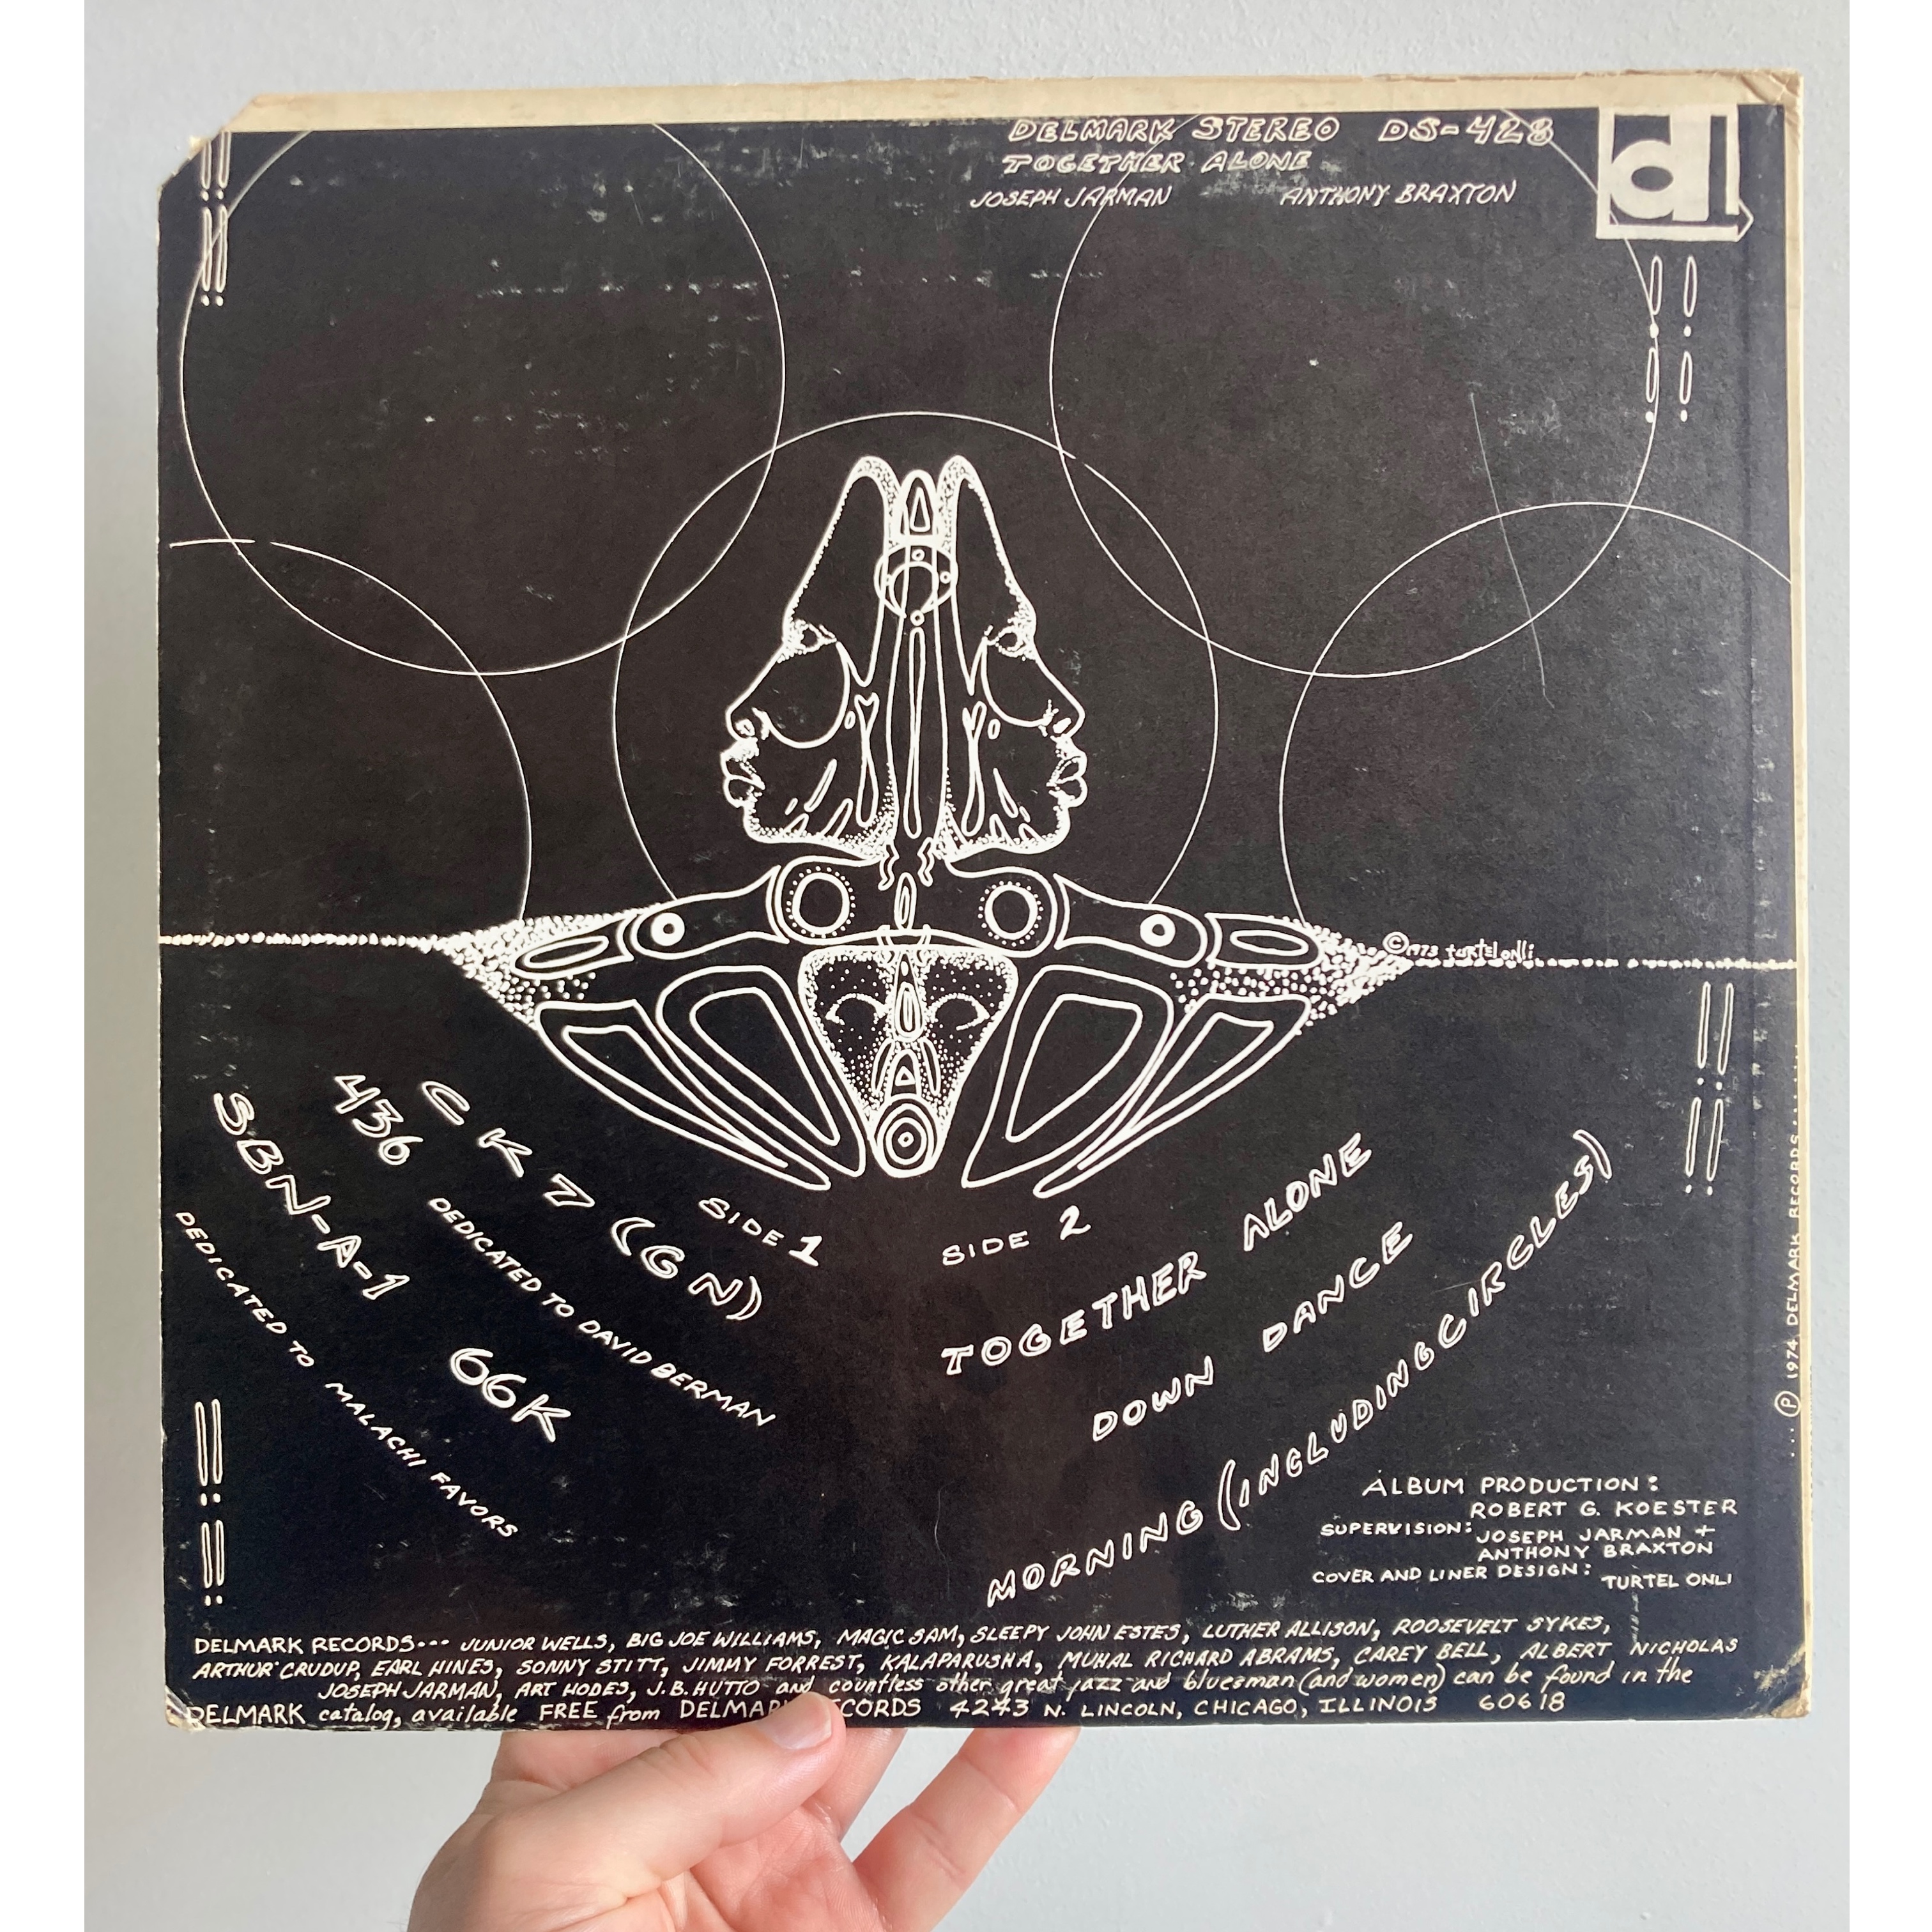 DELMARK STEREO DS-428
TOGETHER ALONE
JOSEPH JARMAN ANTHONY BRAXTON
d
©1973 turtel onli
SIDE 1
CK7 (GN)
436
DEDICATED TO DAVID BERMAN
SBN-A-1 66K
DEDICATED TO MALACHI FAVORS
SIDE 2
TOGETHER ALONE
DOWN DANCE
MORNING (INCLUDING CIRCLES)
ALBUM PRODUCTION:
ROBERT G. KOESTER
SUPERVISION: JOSEPH JARMAN +
ANTHONY BRAXTON
COVER AND LINER DESIGN: TURTEL ONLI
Ⓟ 1974 DELMARK RECORDS
DELMARK RECORDS... JUNIOR WELLS, BIG JOE WILLIAMS, MAGIC SAM, SLEEPY JOHN ESTES, LUTHER ALLISON, ROOSEVELT SYKES,
ARTHUR CRUDUP, EARL HINES, SONNY STITT, JIMMY FORREST, KALAPARUSHA, MUHAL RICHARD ABRAMS, CAREY BELL, ALBERT NICHOLAS
JOSEPH JARMAN, ART HODES, J.B. HUTTO and countless other great jazz and bluesman (and women) can be found in the
DELMARK catalog, available FREE from DELMARK RECORDS 4243 N. LINCOLN, CHICAGO, ILLINOIS 60618